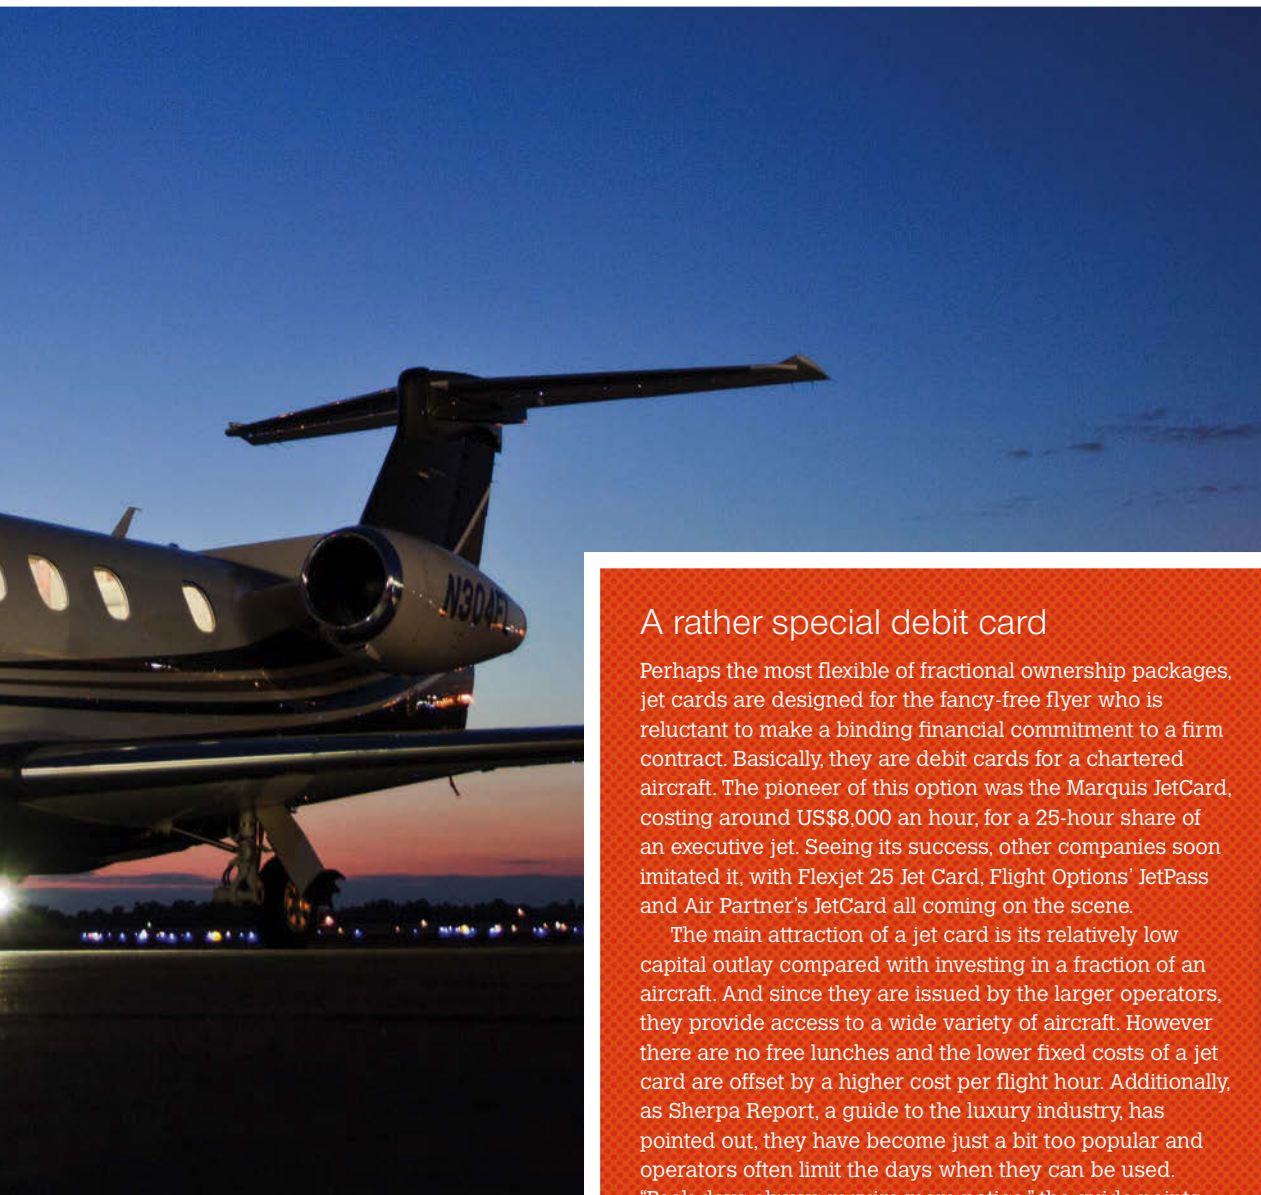 N304FL
A rather special debit card
Perhaps the most flexible of fractional ownership packages,
jet cards are designed for the fancy-free flyer who is
reluctant to make a binding financial commitment to a firm
contract. Basically, they are debit cards for a chartered
aircraft. The pioneer of this option was the Marquis JetCard,
costing around US$8,000 an hour, for a 25-hour share of
an executive jet. Seeing its success, other companies soon
imitated it, with Flexjet 25 Jet Card, Flight Options’ JetPass
and Air Partner’s JetCard all coming on the scene.
The main attraction of a jet card is its relatively low
capital outlay compared with investing in a fraction of an
aircraft. And since they are issued by the larger operators,
they provide access to a wide variety of aircraft. However
there are no free lunches and the lower fixed costs of a jet
card are offset by a higher cost per flight hour. Additionally,
as Sherpa Report, a guide to the luxury industry, has
pointed out, they have become just a bit too popular and
operators often limit the days when they can be used.